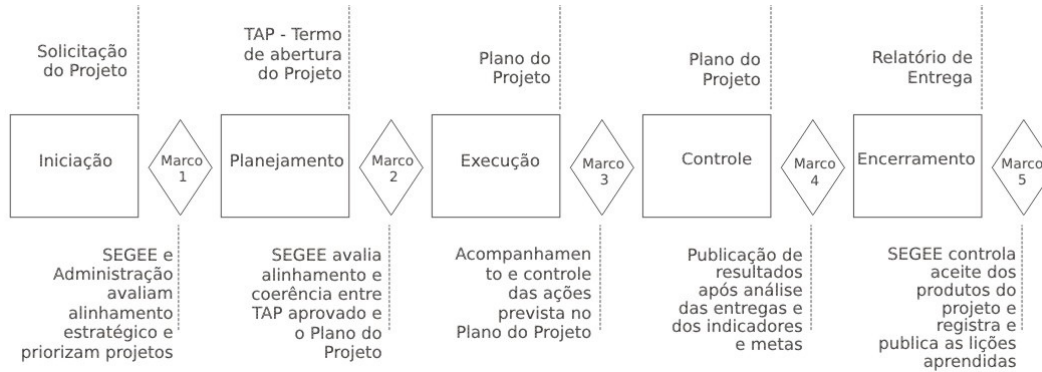 Solicitação
do Projeto
TAP - Termo
de abertura
do Projeto
Plano do
Projeto
Plano do
Projeto
Relatório de
Entrega
Iniciação
Marco
1
Planejamento
Marco
2
Execução
Marco
3
Controle
Marco
4
Encerramento
Marco
5
SEGEE e
Administração
avaliam
alinhamento
estratégico e
priorizam projetos
SEGEE avalia
alinhamento e
coerência entre
TAP aprovado e
o Plano do
Projeto
Acompanhamen
to e controle
das ações
prevista no
Plano do Projeto
Publicação de
resultados
após análise
das entregas e
dos indicadores
e metas
SEGEE controla
aceite dos
produtos do
projeto e
registra e
publica as lições
aprendidas